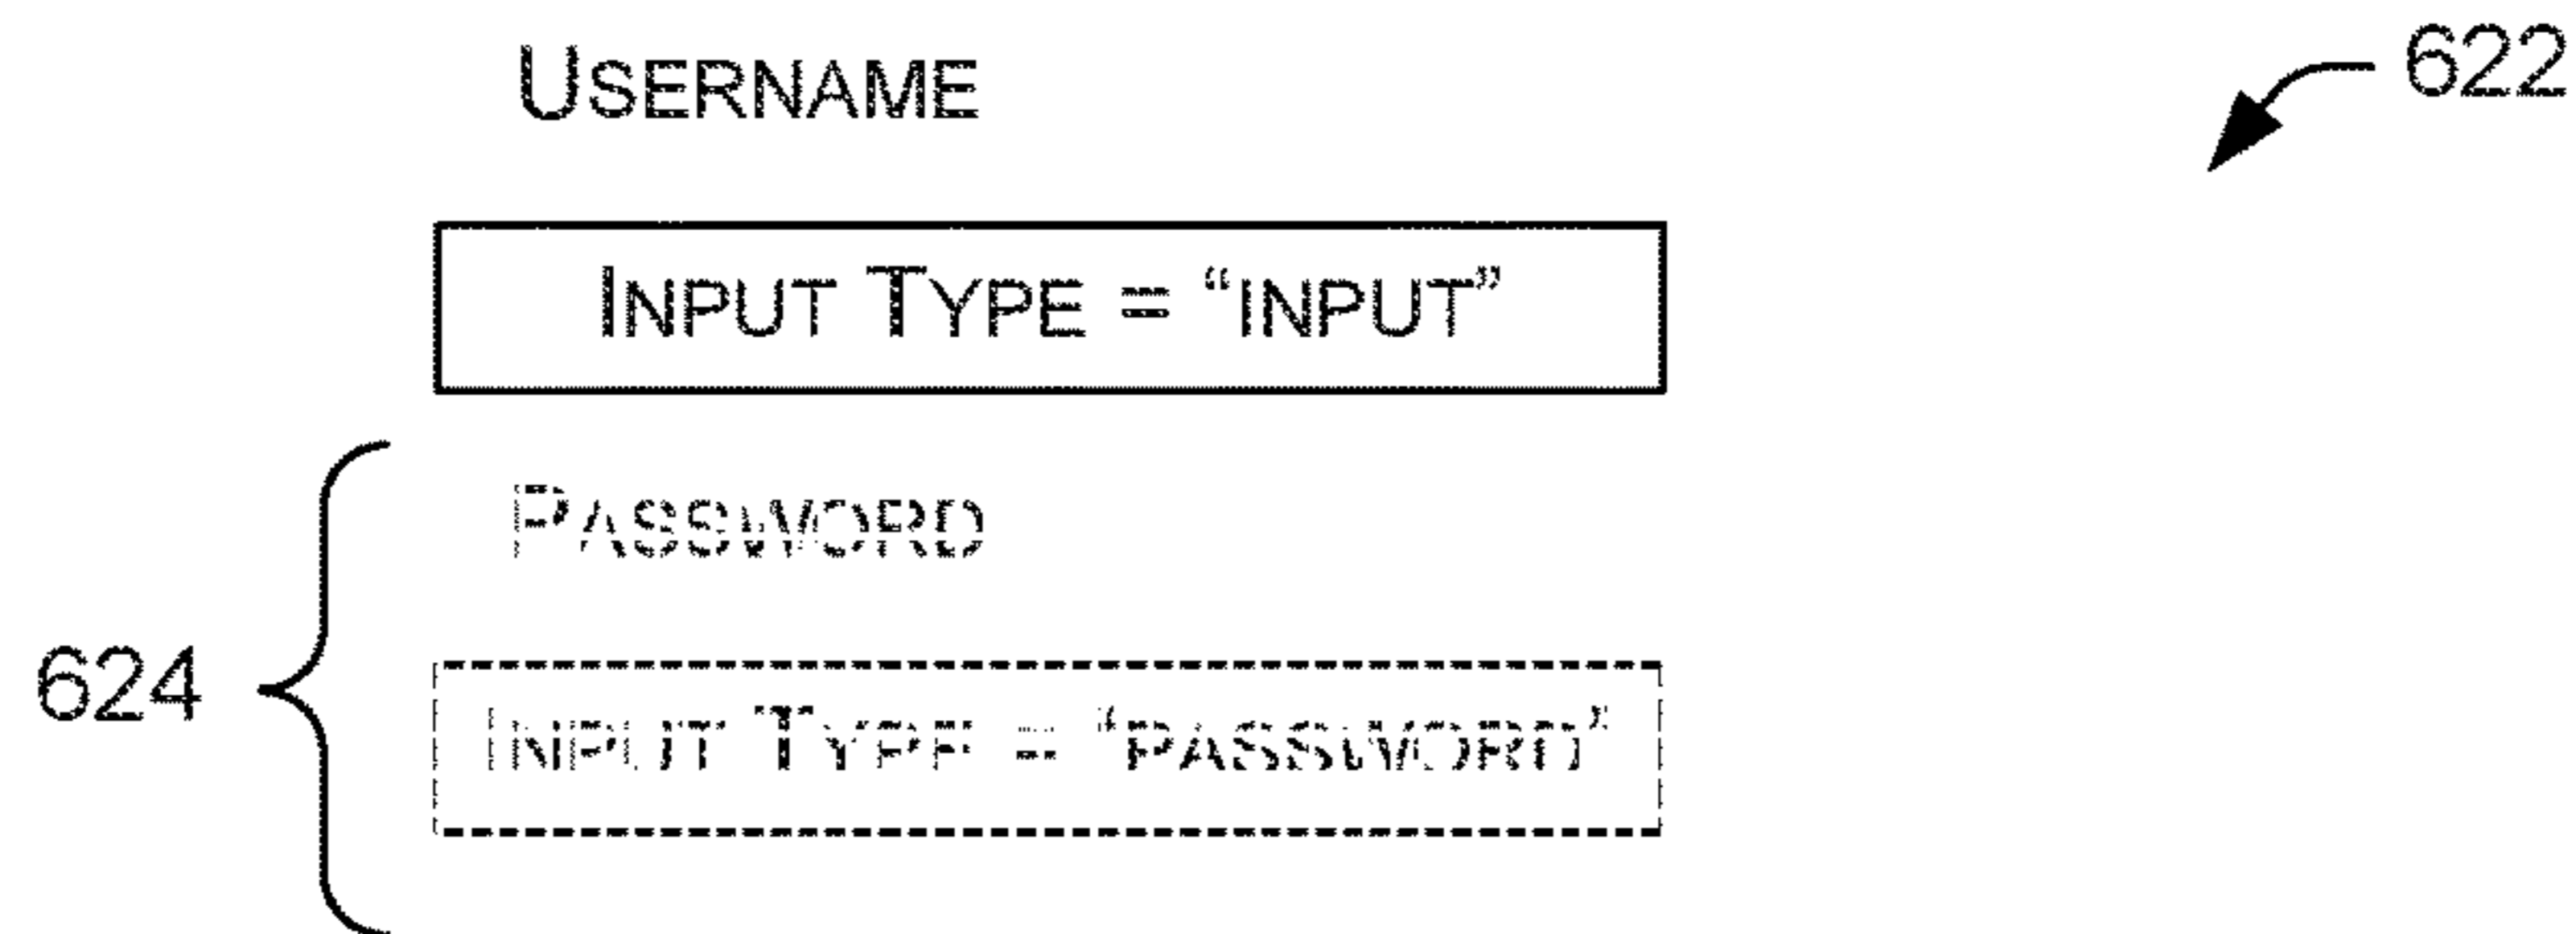 USERNAME
622
INPUT TYPE = “INPUT”
PASSWORD
624
INPUT TYPE = “PASSWORD”